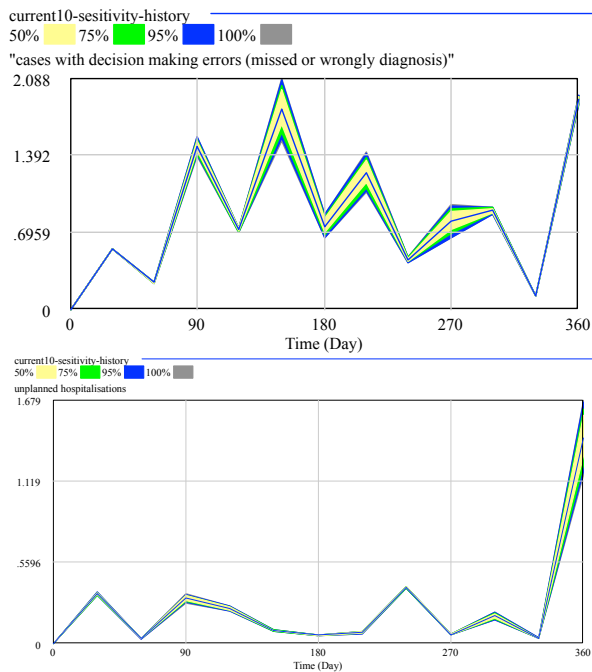 current10-sesitivity-history
50% 75% 95% 100%
"cases with decision making errors (missed or wrongly diagnosis)"
2.088
1.392
.6959
0
0 90 180 270 360
Time (Day)
current10-sesitivity-history
50% 75% 95% 100%
unplanned hospitalisations
1.679
1.119
.5596
0
0 90 180 270 360
Time (Day)